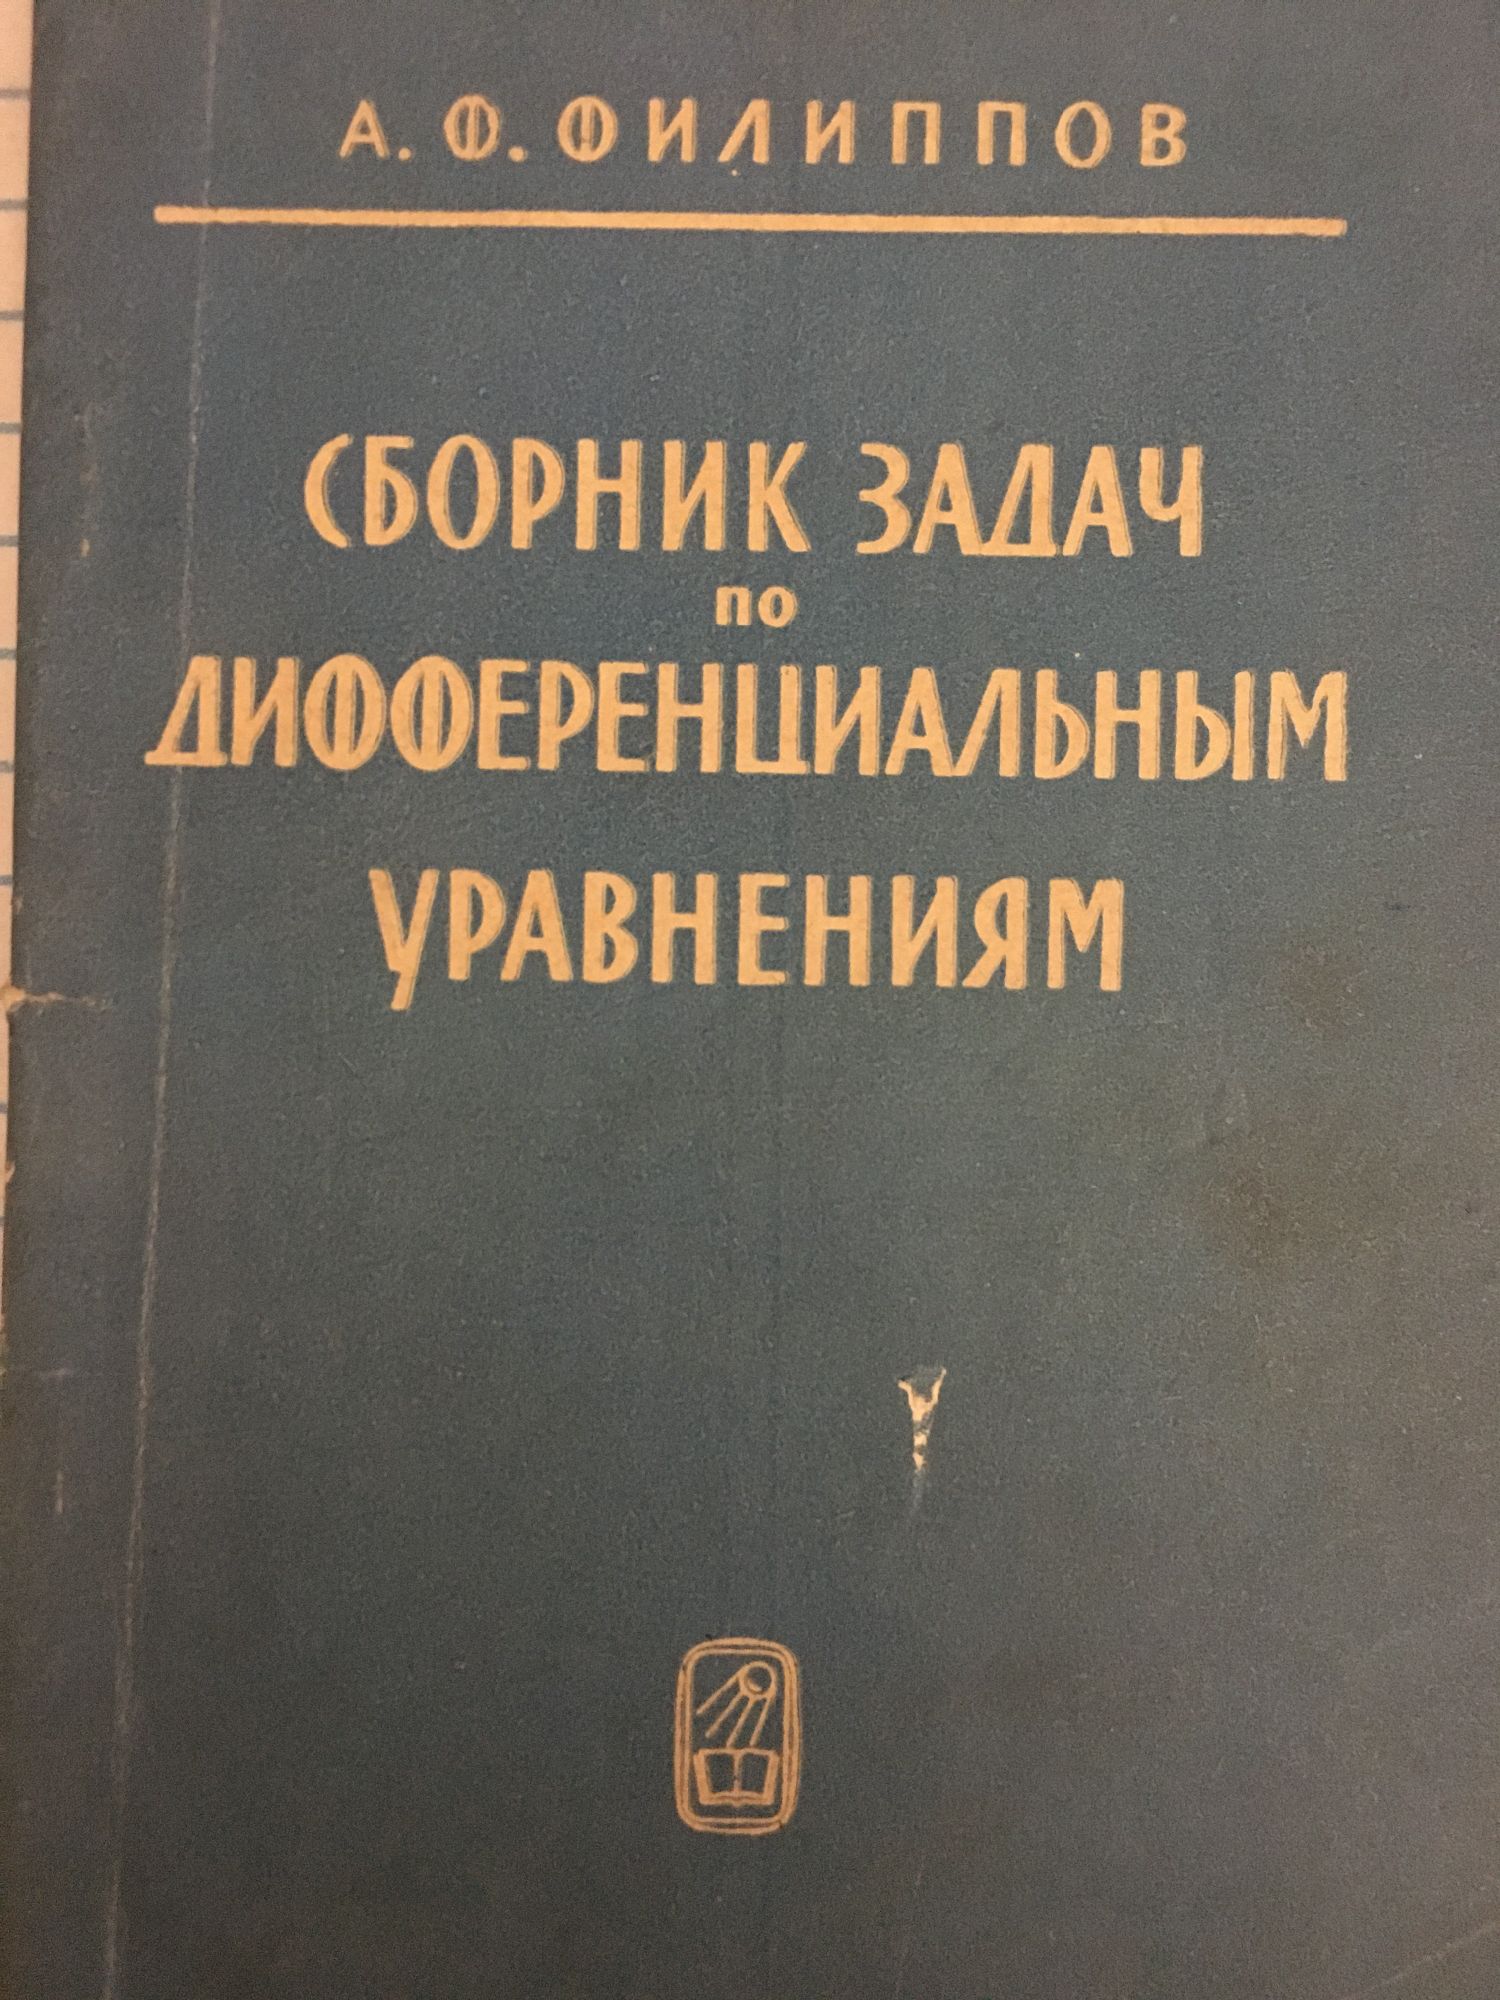 А. Ф. ФИЛИППОВ
СБОРНИК ЗАДАЧ
по
ДИФФЕРЕНЦИАЛЬНЫМ
УРАВНЕНИЯМ